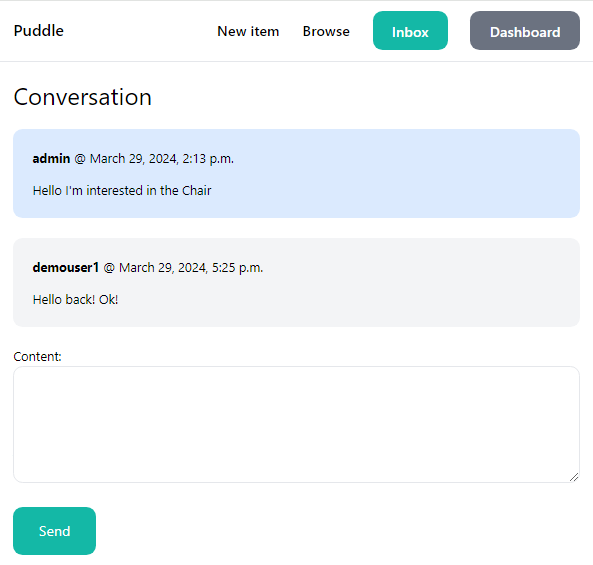 Puddle New item Browse Inbox Dashboard
Conversation
admin @ March 29, 2024, 2:13 p.m.
Hello I'm interested in the Chair
demouser1 @ March 29, 2024, 5:25 p.m.
Hello back! Ok!
Content:
Send